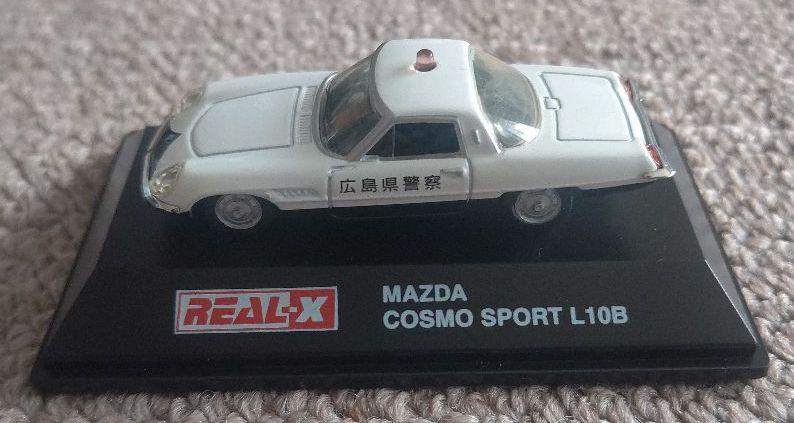 広島県警察
REAL-X
MAZDA
COSMO SPORT L10B